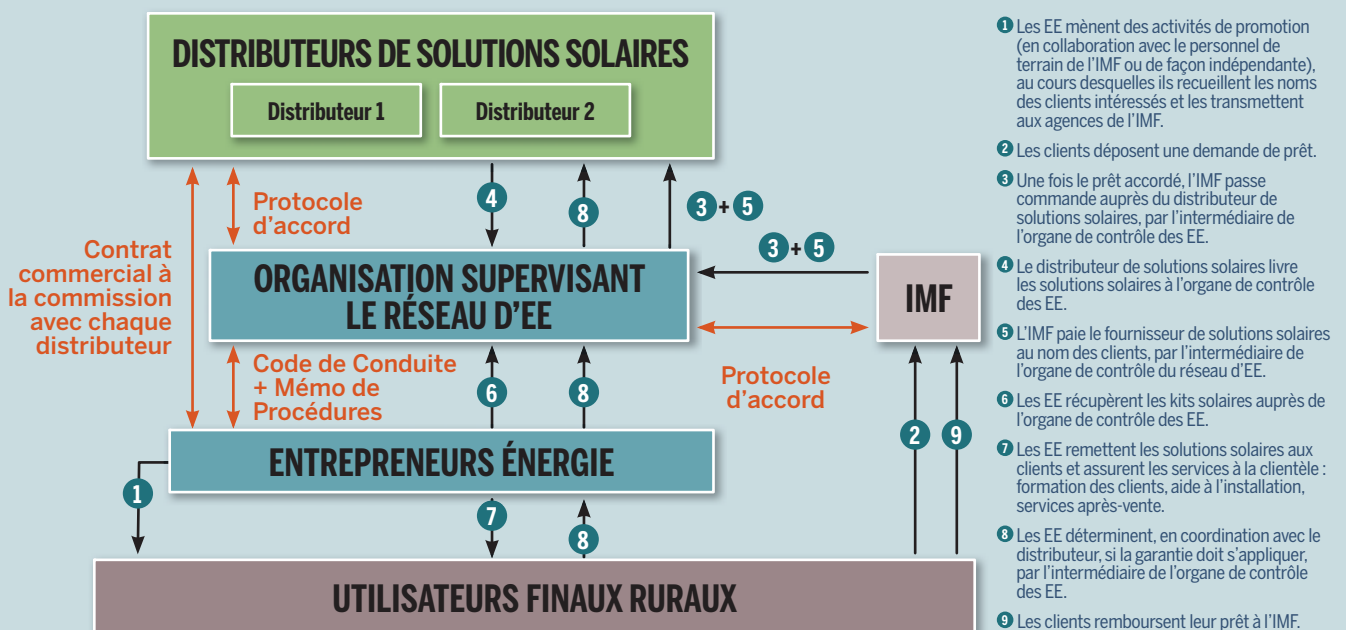 DISTRIBUTEURS DE SOLUTIONS SOLAIRES
Distributeur 1
Distributeur 2
Contrat
commercial à
la commission
avec chaque
distributeur
Protocole
d'accord
4
8
3 + 5
3 + 5
ORGANISATION SUPERVISANT
LE RÉSEAU D'EE
IMF
Code de Conduite
+ Mémo de
Procédures
6
8
Protocole
d'accord
2
9
ENTREPRENEURS ÉNERGIE
1
7
8
UTILISATEURS FINAUX RURAUX
1 Les EE mènent des activités de promotion
(en collaboration avec le personnel de
terrain de l'IMF ou de façon indépendante),
au cours desquelles ils recueillent les noms
des clients intéressés et les transmettent
aux agences de l'IMF.
2 Les clients déposent une demande de prêt.
3 Une fois le prêt accordé, l'IMF passe
commande auprès du distributeur de
solutions solaires, par l'intermédiaire de
l'organe de contrôle des EE.
4 Le distributeur de solutions solaires livre
les solutions solaires à l'organe de contrôle
des EE.
5 L'IMF paie le fournisseur de solutions solaires
au nom des clients, par l'intermédiaire de
l'organe de contrôle du réseau d'EE.
6 Les EE récupèrent les kits solaires auprès de
l'organe de contrôle des EE.
7 Les EE remettent les solutions solaires aux
clients et assurent les services à la clientèle :
formation des clients, aide à l'installation,
services après-vente.
8 Les EE déterminent, en coordination avec le
distributeur, si la garantie doit s'appliquer,
par l'intermédiaire de l'organe de contrôle
des EE.
9 Les clients remboursent leur prêt à l'IMF.